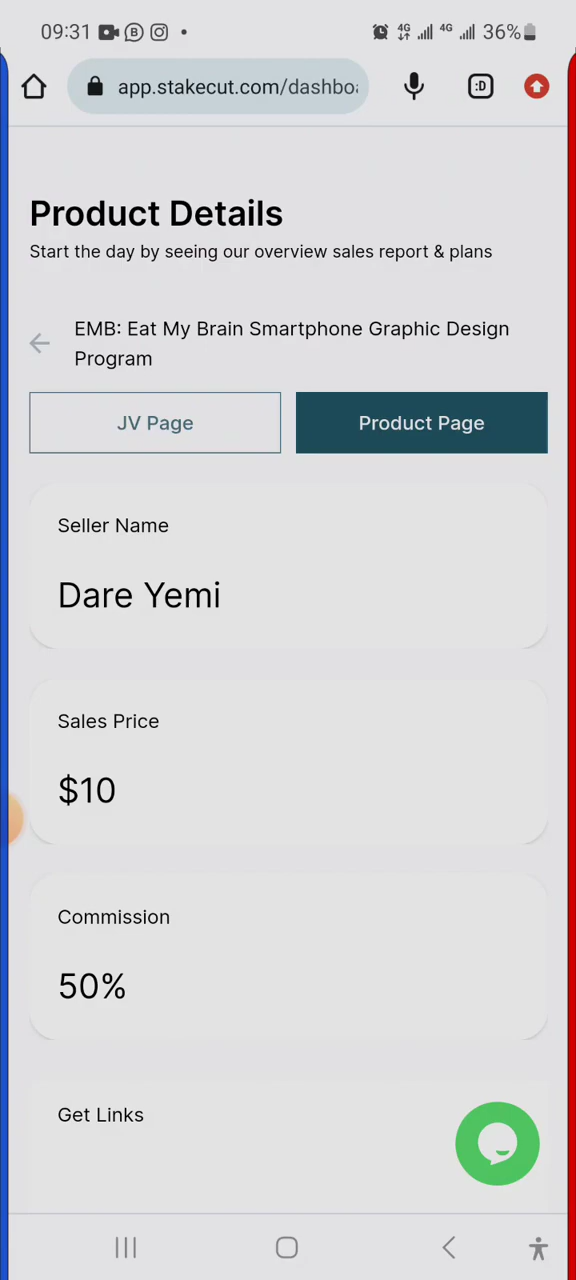 09:31
4G 4G 36%
app.stakecut.com/dashboa
:D
Product Details
Start the day by seeing our overview sales report & plans
EMB: Eat My Brain Smartphone Graphic Design
Program
JV Page
Product Page
Seller Name
Dare Yemi
Sales Price
$10
Commission
50%
Get Links